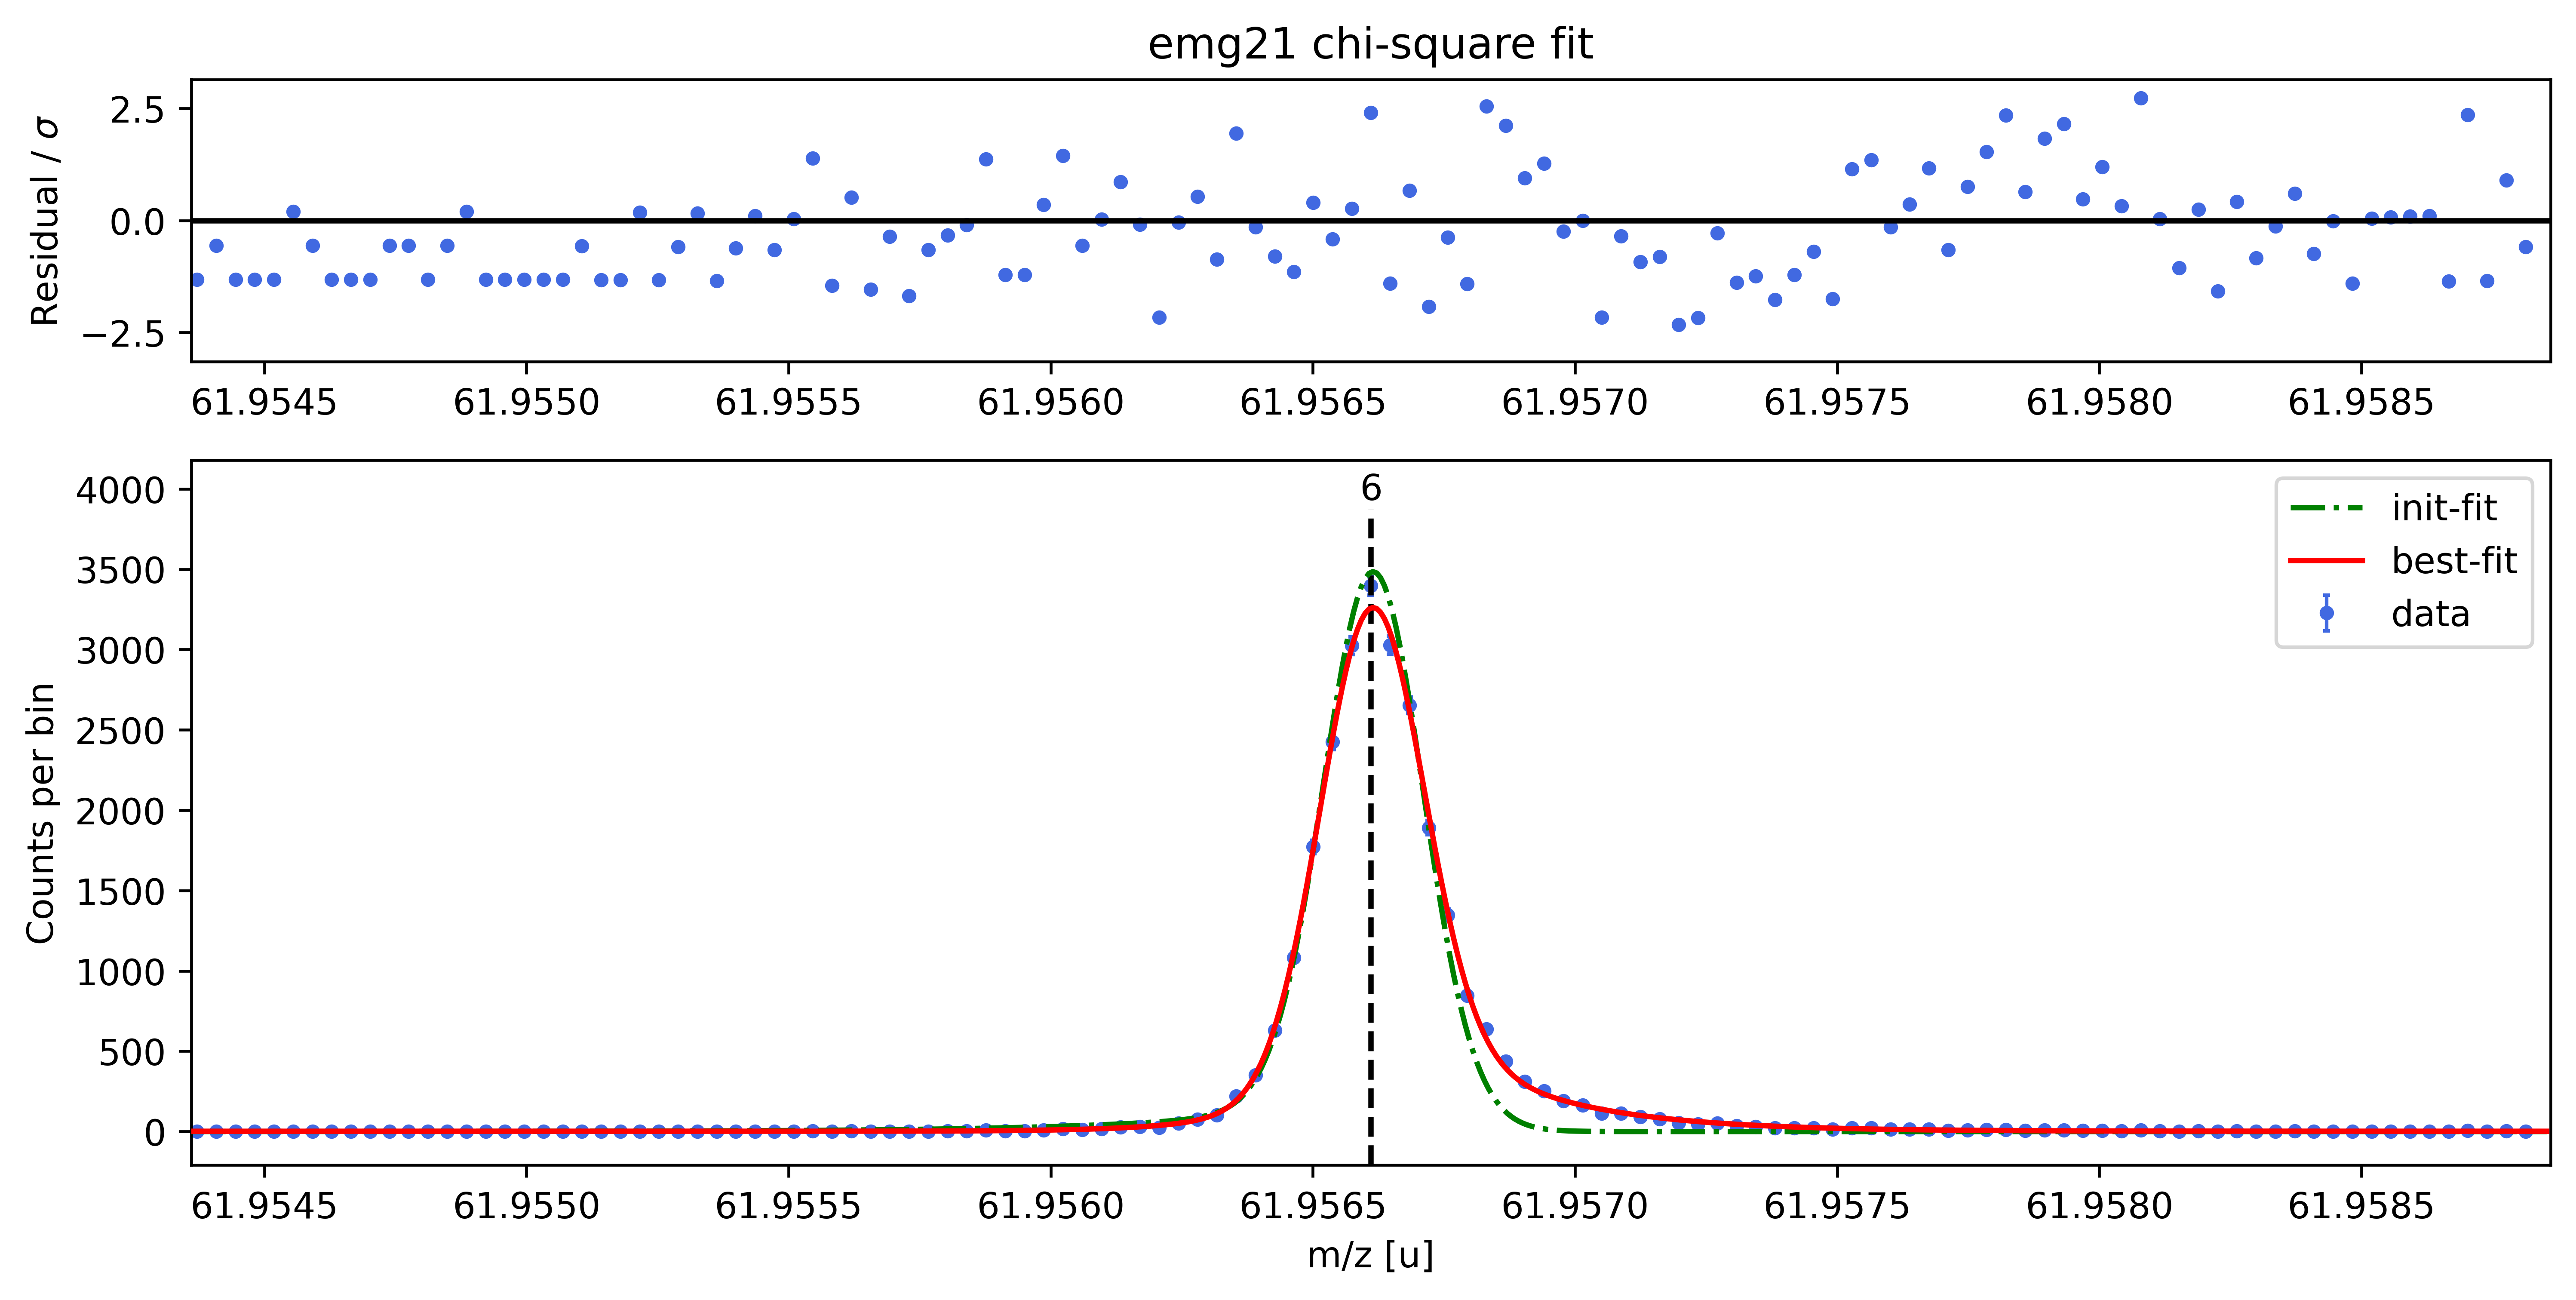 emg21 chi-square fit
Residual / σ
2.5
0.0
−2.5
61.9545 61.9550 61.9555 61.9560 61.9565 61.9570 61.9575 61.9580 61.9585
Counts per bin
4000
3500
3000
2500
2000
1500
1000
500
0
6
init-fit
best-fit
data
61.9545 61.9550 61.9555 61.9560 61.9565 61.9570 61.9575 61.9580 61.9585
m/z [u]